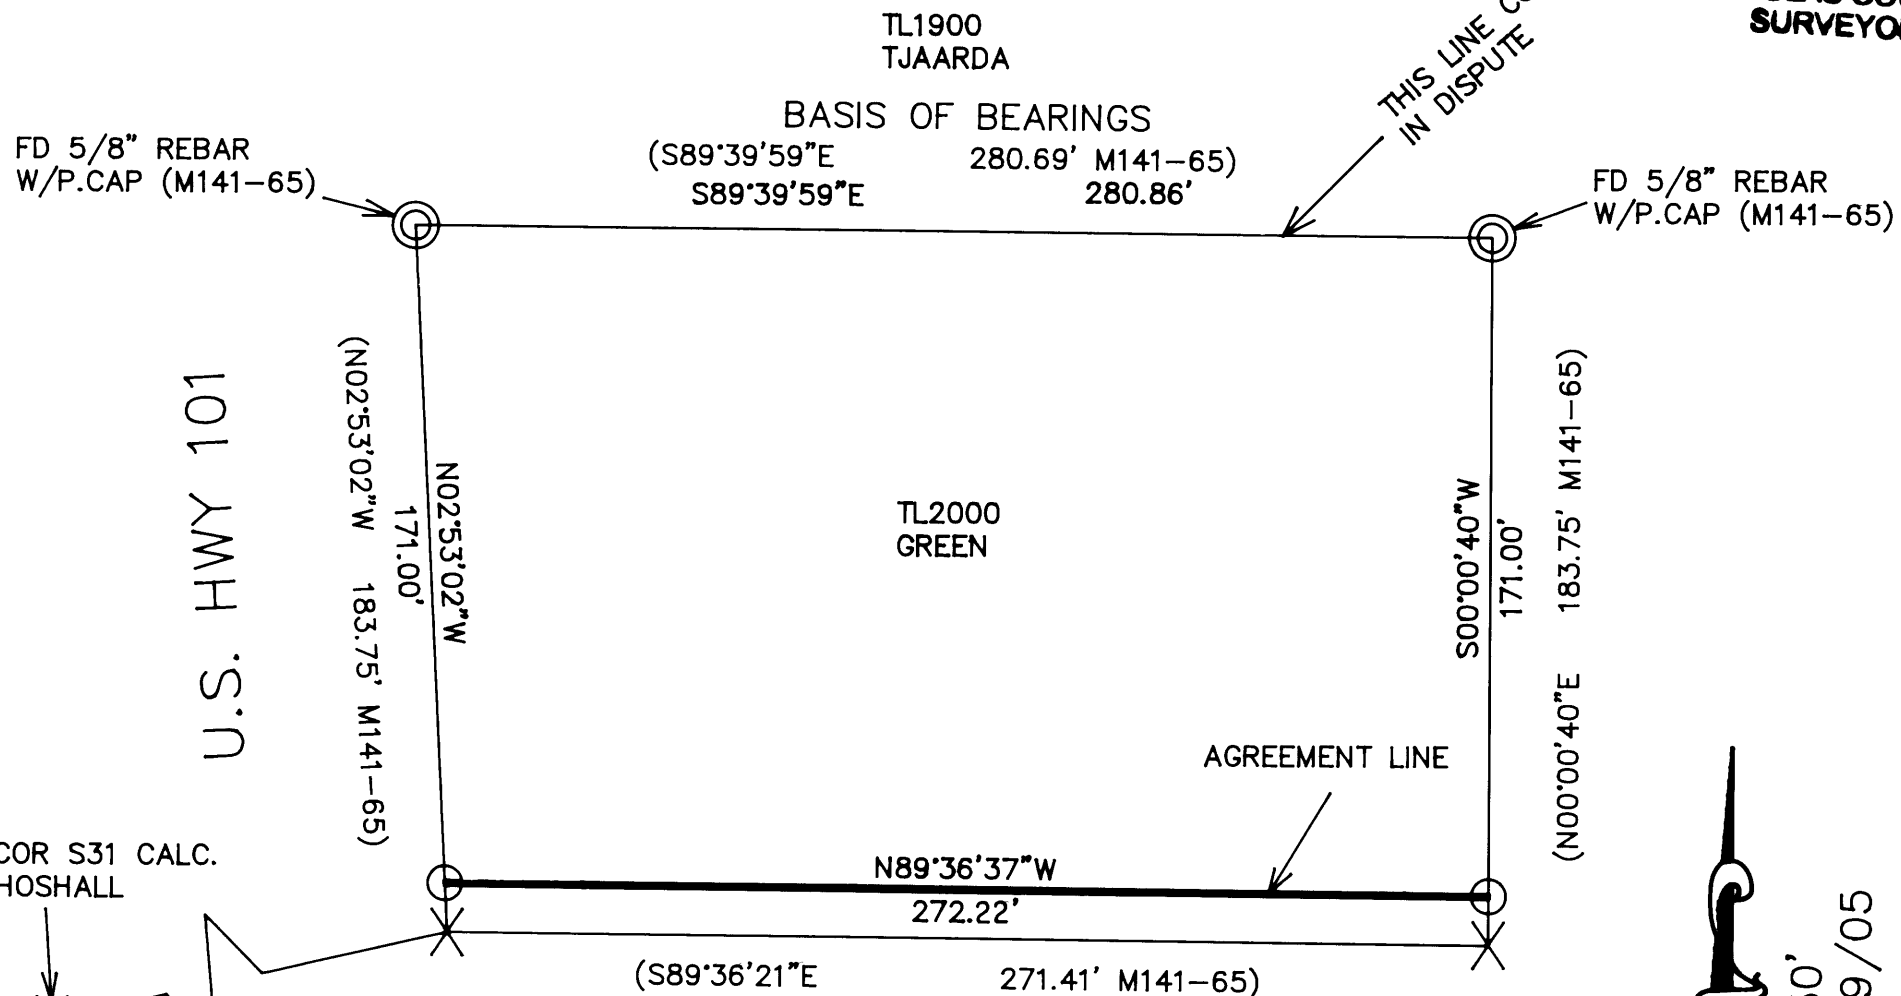 TL1900
TJAARDA
SURVEYO
THIS LINE
IN DISPUTE
BASIS OF BEARINGS
(S89°39'59"E 280.69' M141-65)
S89°39'59"E 280.86'
FD 5/8" REBAR
W/P.CAP (M141-65)
FD 5/8" REBAR
W/P.CAP (M141-65)
U.S. HWY 101
(N02°53'02"W 183.75' M141-65)
N02°53'02"W
171.00'
TL2000
GREEN
S00°00'40"W
171.00'
(N00°00'40"E 183.75' M141-65)
AGREEMENT LINE
COR S31 CALC.
HOSHALL
N89°36'37"W
272.22'
(S89°36'21"E 271.41' M141-65)
9/05